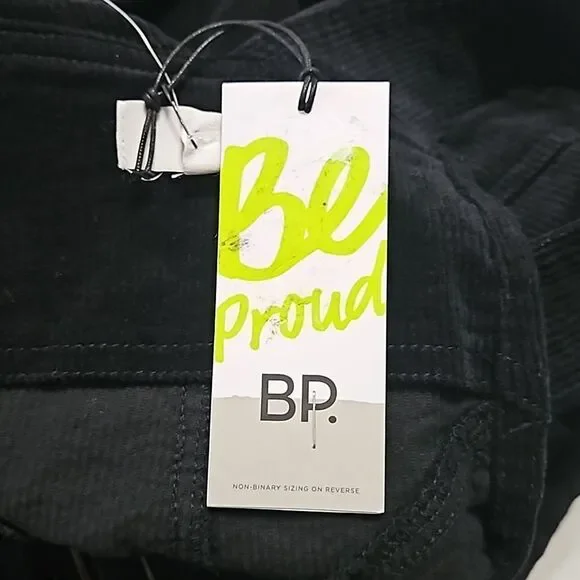 Be
Proud
BP.
NON-BINARY SIZING ON REVERSE